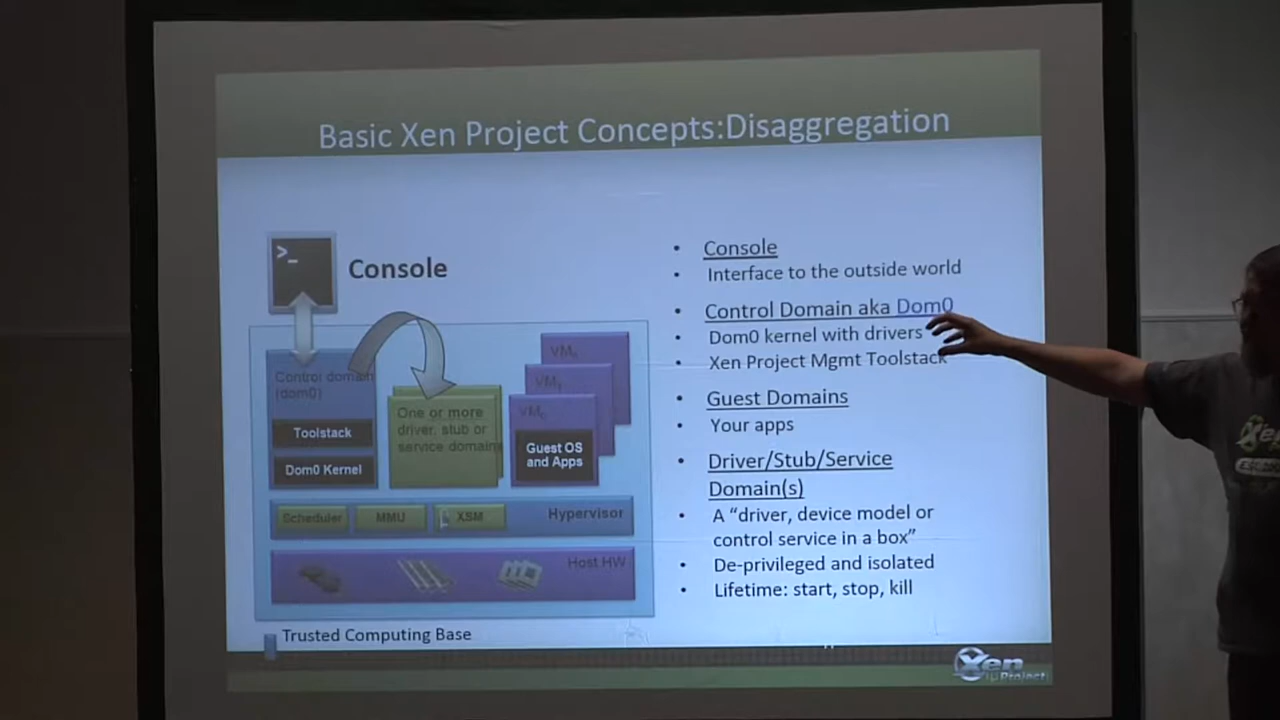 Basic Xen Project Concepts:Disaggregation
>_
Console
Control domain
(dom0)
Toolstack
Dom0 Kernel
One or more
driver, stub or
service domains
VM
VM
VM
Guest OS
and Apps
Scheduler
MMU
XSM
Hypervisor
Host HW
Trusted Computing Base
• Console
• Interface to the outside world
• Control Domain aka Dom0
• Dom0 kernel with drivers
• Xen Project Mgmt Toolstack
• Guest Domains
• Your apps
• Driver/Stub/Service
Domain(s)
• A “driver, device model or
control service in a box”
• De-privileged and isolated
• Lifetime: start, stop, kill
Xen
Project
Xen